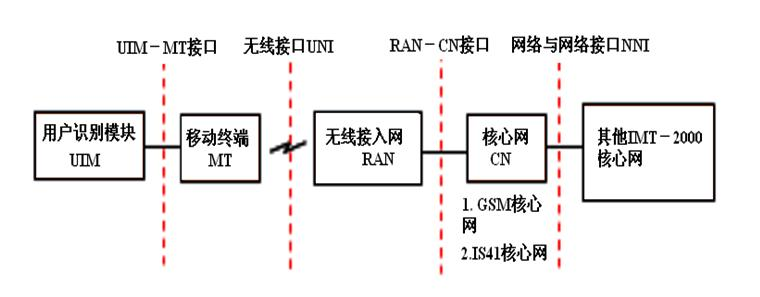 UIM－MT接口
无线接口UNI
RAN－CN接口
网络与网络接口NNI
用户识别模块
UIM
移动终端
MT
无线接入网
RAN
核心网
CN
其他IMT－2000
核心网
1. GSM核心
网
2.IS41核心网